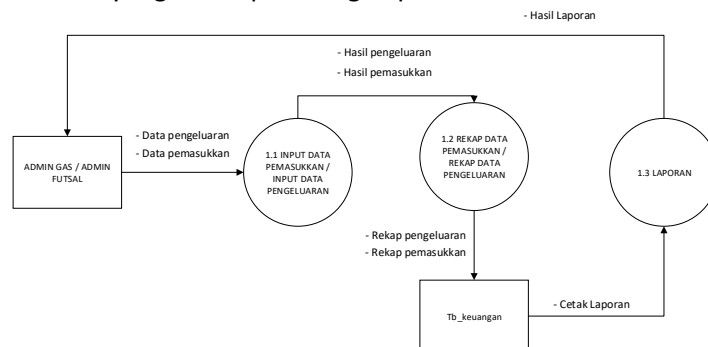 - Hasil Laporan
- Hasil pengeluaran
- Hasil pemasukkan
- Data pengeluaran
- Data pemasukkan
ADMIN GAS / ADMIN
FUTSAL
1.1 INPUT DATA
PEMASUKKAN /
INPUT DATA
PENGELUARAN
1.2 REKAP DATA
PEMASUKKAN /
REKAP DATA
PENGELUARAN
1.3 LAPORAN
- Rekap pengeluaran
- Rekap pemasukkan
Tb_keuangan
- Cetak Laporan